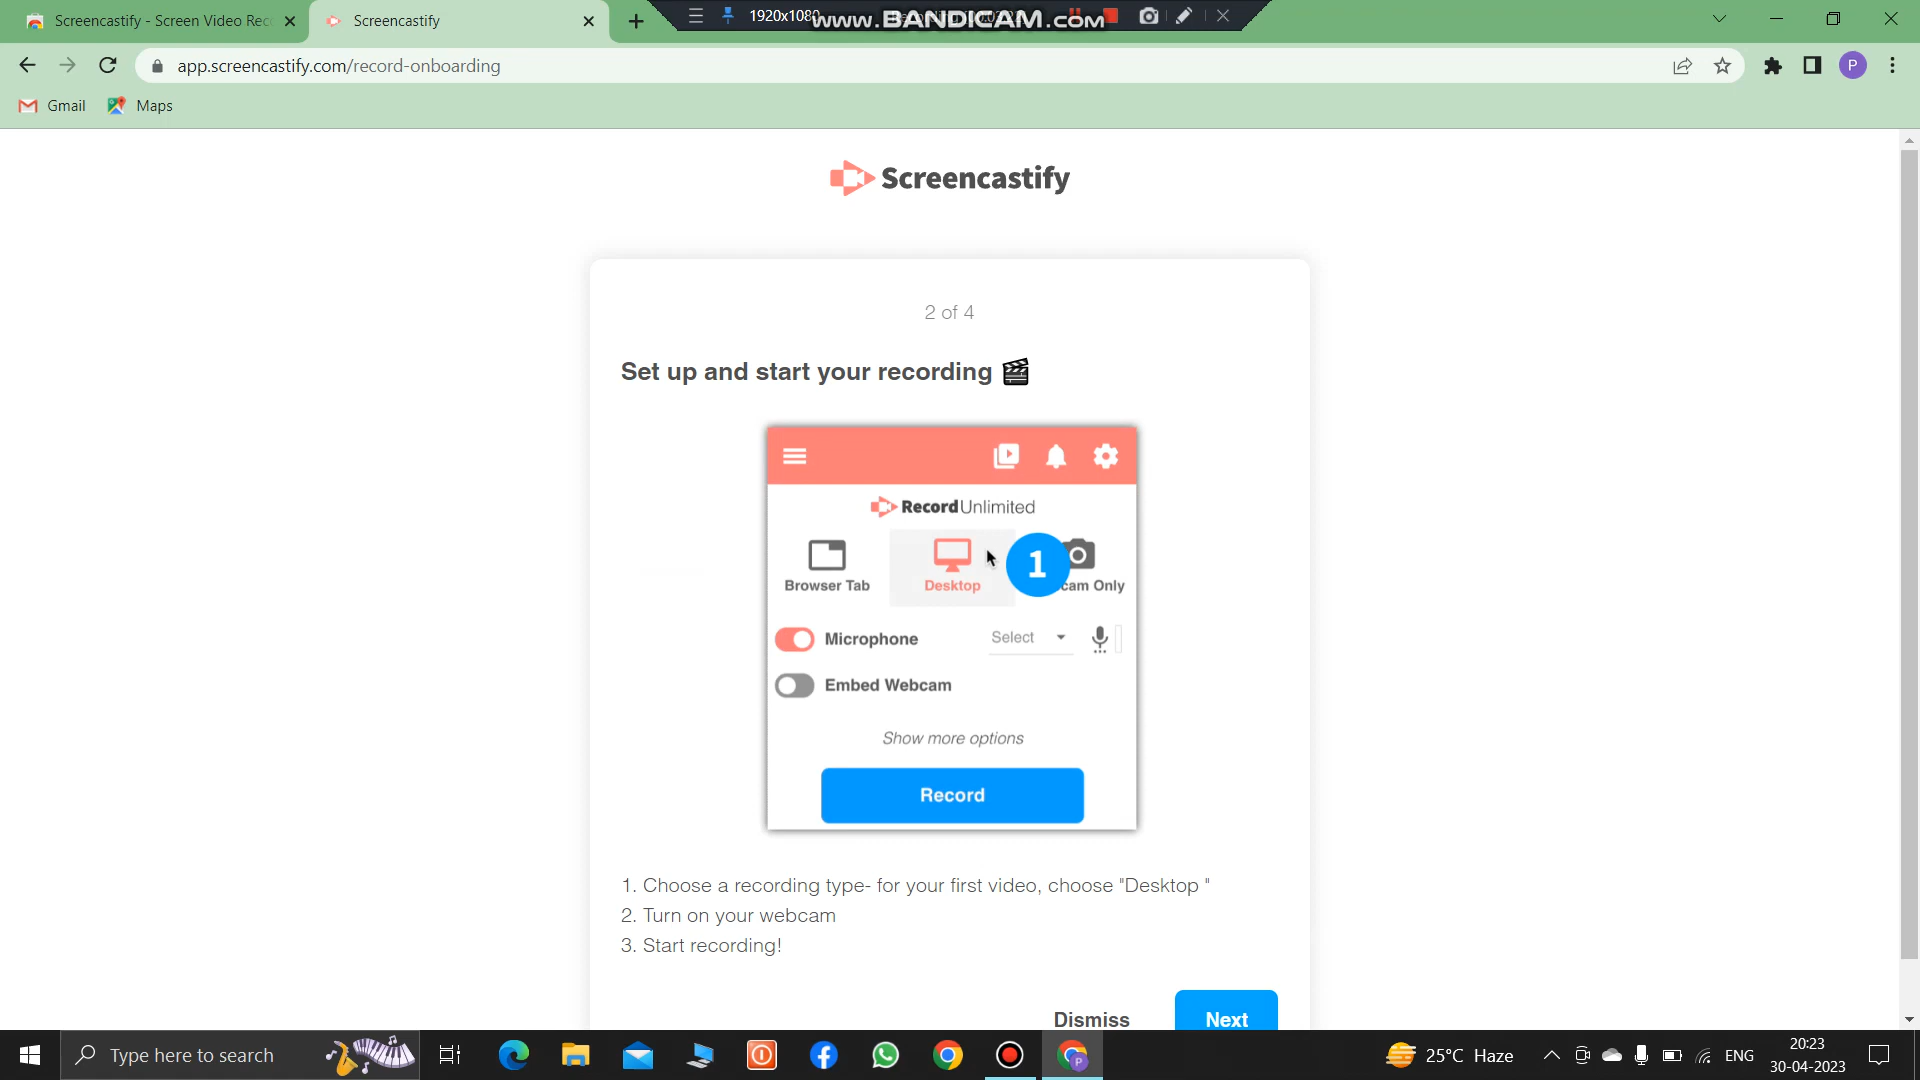 Screencastify - Screen Video Rec
Screencastify
1920x1080
www.BANDICAM.com
app.screencastify.com/record-onboarding
P
Gmail
Maps
Screencastify
2 of 4
Set up and start your recording
Record Unlimited
Browser Tab
Desktop
1
cam Only
Microphone
Select
Embed Webcam
Show more options
Record
1. Choose a recording type- for your first video, choose "Desktop "
2. Turn on your webcam
3. Start recording!
Dismiss
Next
Type here to search
25°C Haze
ENG
20:23
30-04-2023